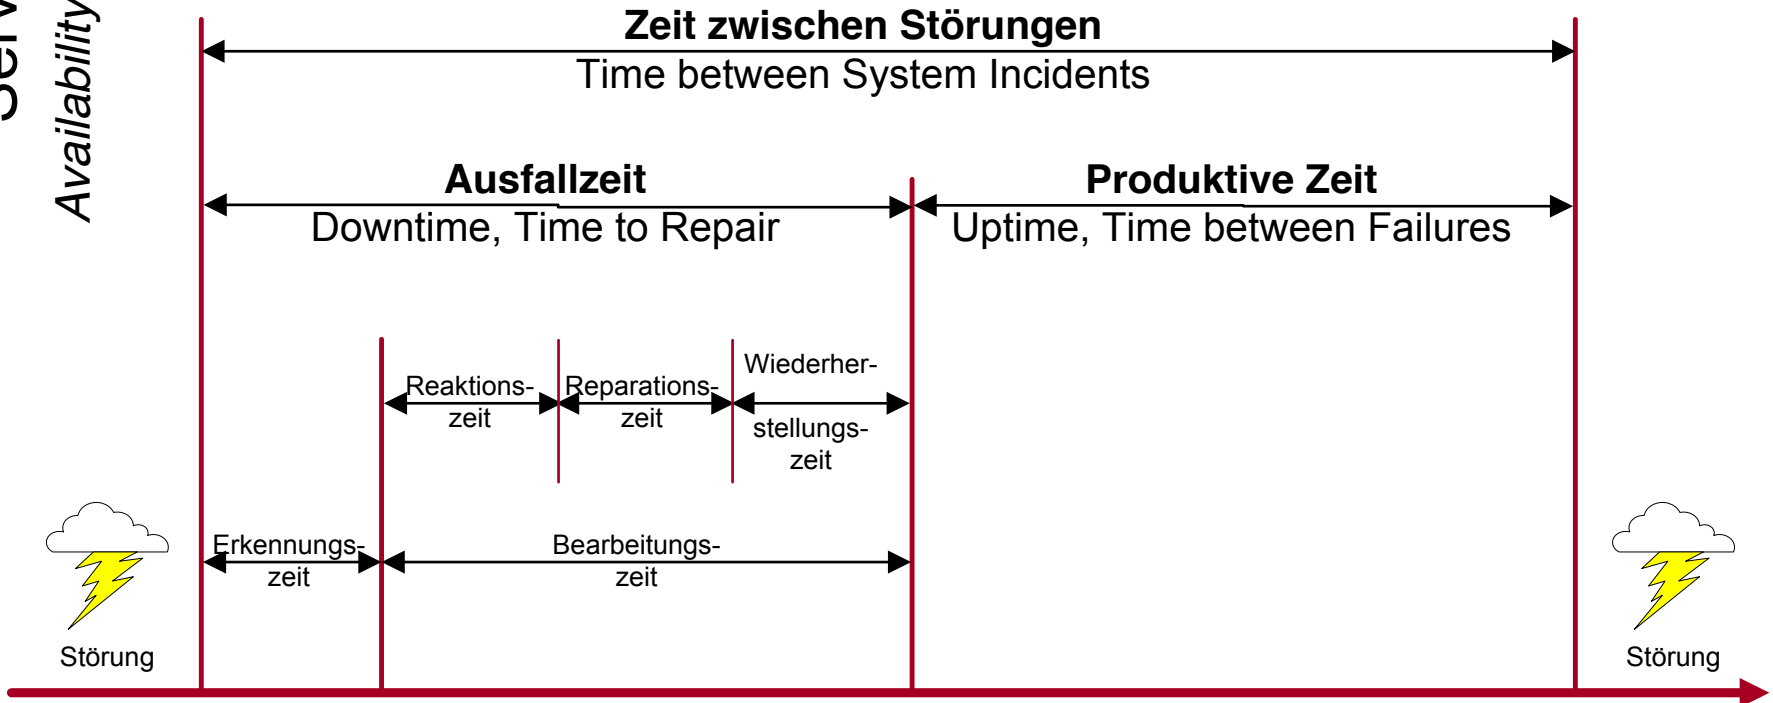 Availability
Zeit zwischen Störungen
Time between System Incidents
Ausfallzeit
Downtime, Time to Repair
Produktive Zeit
Uptime, Time between Failures
Reaktions-
zeit
Reparations-
zeit
Wiederher-
stellungs-
zeit
Erkennungs-
zeit
Bearbeitungs-
zeit
Störung
Störung